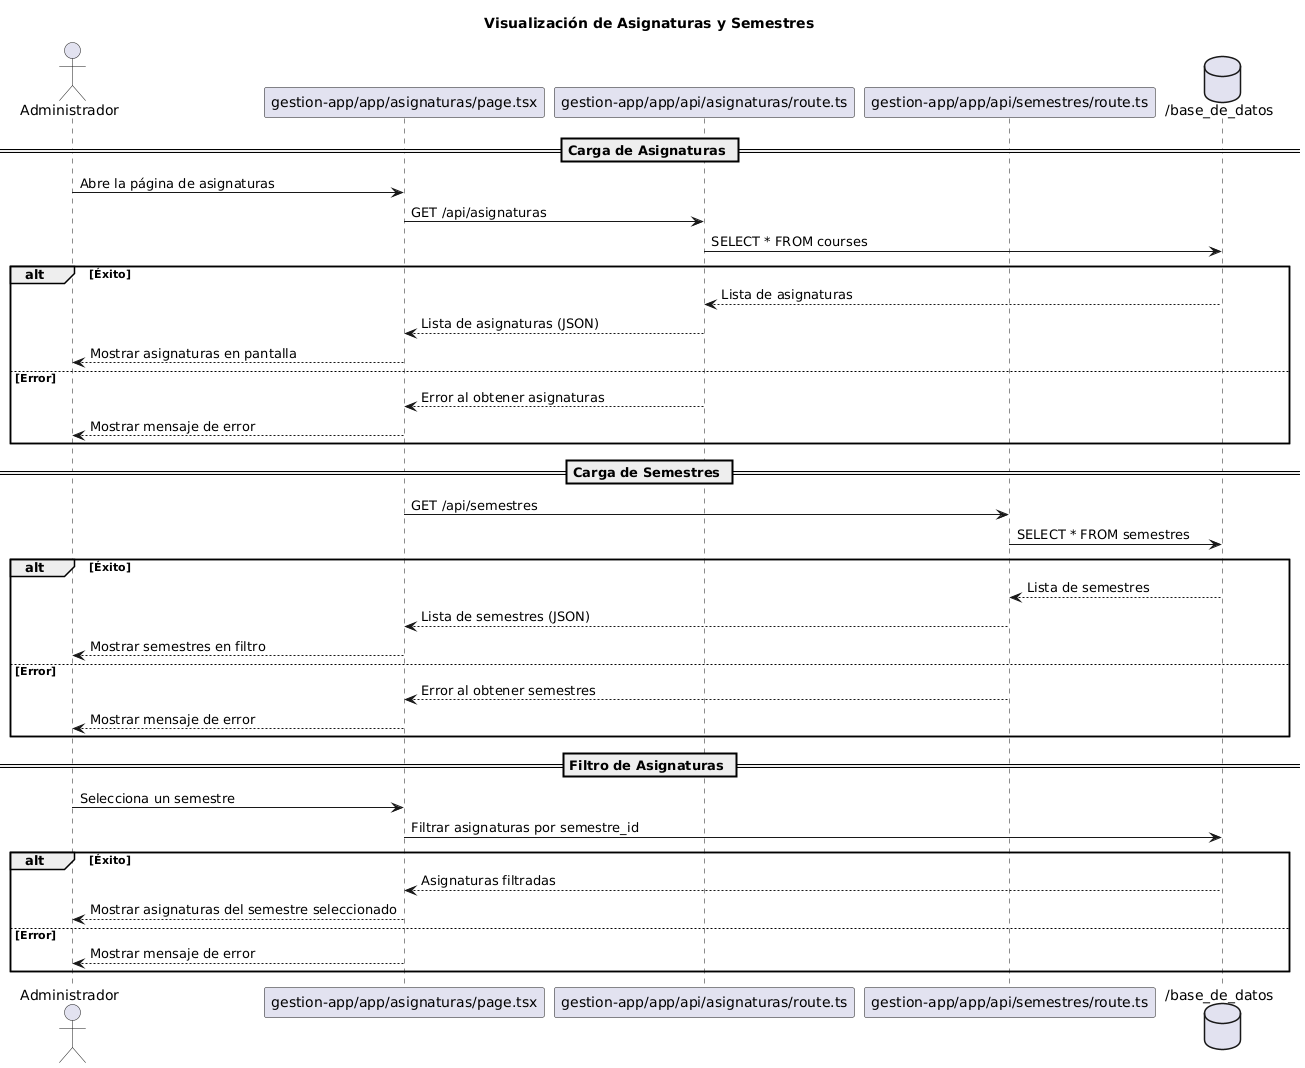 Visualización de Asignaturas y Semestres
Administrador
gestion-app/app/asignaturas/page.tsx
gestion-app/app/api/asignaturas/route.ts
gestion-app/app/api/semestres/route.ts
/base_de_datos
Carga de Asignaturas
Abre la página de asignaturas
GET /api/asignaturas
SELECT * FROM courses
alt [Éxito]
Lista de asignaturas
Lista de asignaturas (JSON)
Mostrar asignaturas en pantalla
[Error]
Error al obtener asignaturas
Mostrar mensaje de error
Carga de Semestres
GET /api/semestres
SELECT * FROM semestres
alt [Éxito]
Lista de semestres
Lista de semestres (JSON)
Mostrar semestres en filtro
[Error]
Error al obtener semestres
Mostrar mensaje de error
Filtro de Asignaturas
Selecciona un semestre
Filtrar asignaturas por semestre_id
alt [Éxito]
Asignaturas filtradas
Mostrar asignaturas del semestre seleccionado
[Error]
Mostrar mensaje de error
Administrador
gestion-app/app/asignaturas/page.tsx
gestion-app/app/api/asignaturas/route.ts
gestion-app/app/api/semestres/route.ts
/base_de_datos